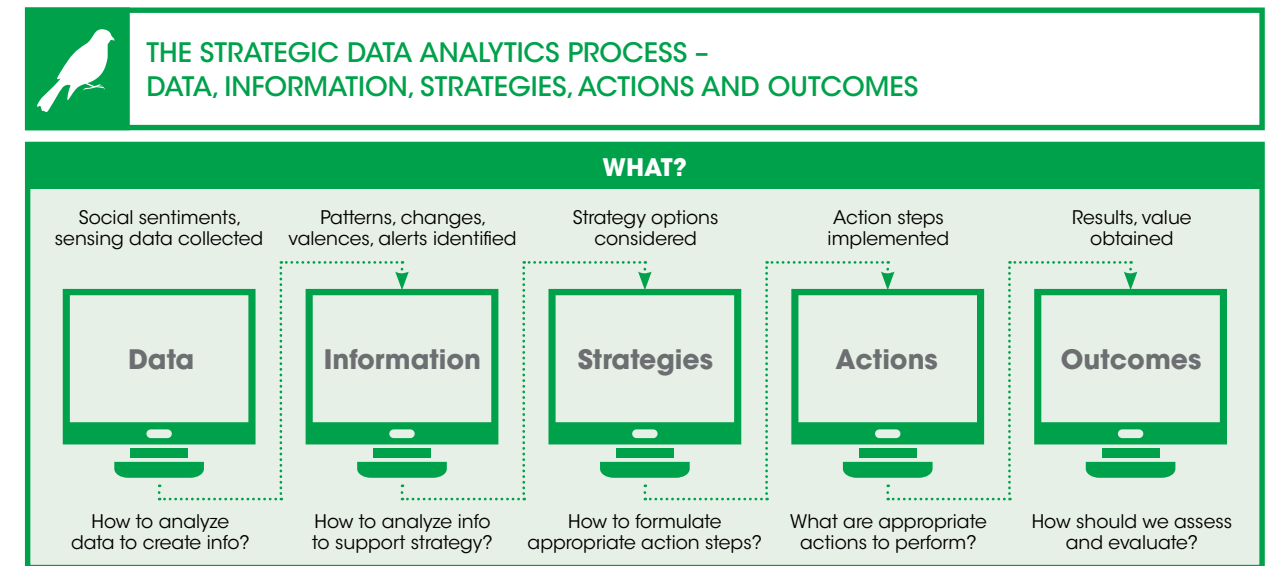 THE STRATEGIC DATA ANALYTICS PROCESS –
DATA, INFORMATION, STRATEGIES, ACTIONS AND OUTCOMES
WHAT?
Social sentiments,
sensing data collected
Patterns, changes,
valences, alerts identified
Strategy options
considered
Action steps
implemented
Results, value
obtained
Data
Information
Strategies
Actions
Outcomes
How to analyze
data to create info?
How to analyze info
to support strategy?
How to formulate
appropriate action steps?
What are appropriate
actions to perform?
How should we assess
and evaluate?